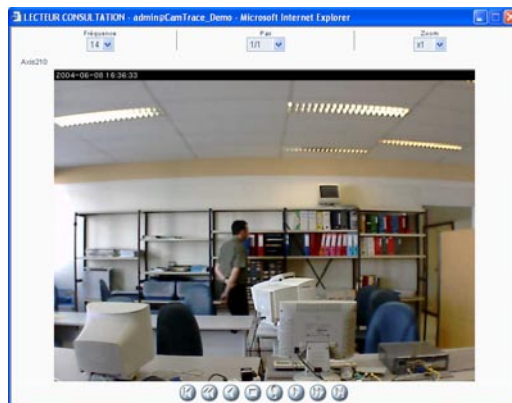 LECTEUR CONSULTATION - admin@CamTrace_Demo - Microsoft Internet Explorer
Fréquence
Pas
Zoom
14
1/1
x1
Axis210
2004-06-08 16:36:33